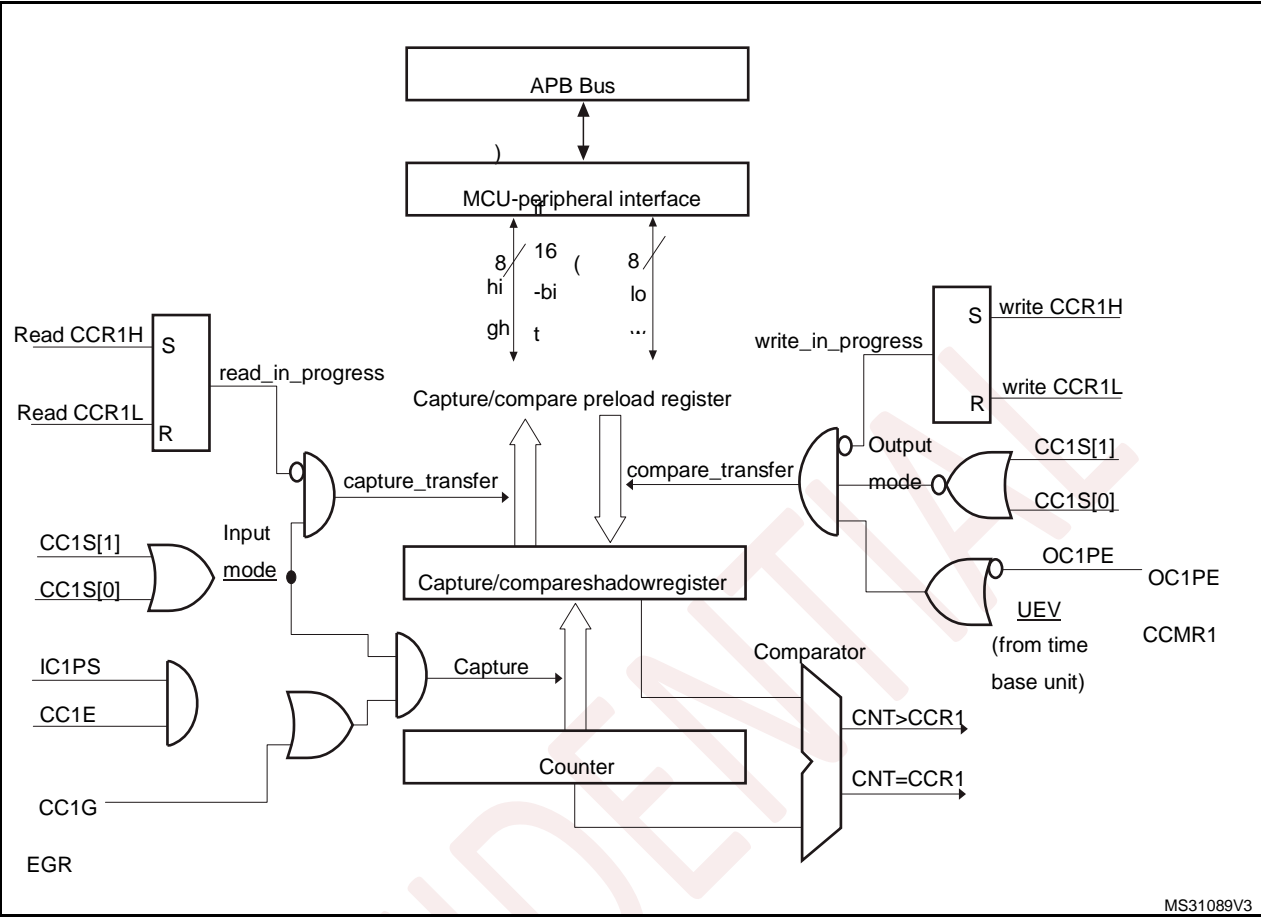 APB Bus
)
MCU-peripheral interface
if
8
16
(
8
hi
-bi
lo
gh
t
Read CCR1H
S
read_in_progress
Read CCR1L
R
write_in_progress
S
write CCR1H
write CCR1L
R
Capture/compare preload register
capture_transfer
compare_transfer
Output
mode
CC1S[1]
CC1S[0]
CC1S[1]
Input
mode
CC1S[0]
Capture/compareshadowregister
OC1PE
OC1PE
UEV
CCMR1
(from time
base unit)
IC1PS
CC1E
Capture
Comparator
CNT>CCR1
Counter
CNT=CCR1
CC1G
EGR
MS31089V3